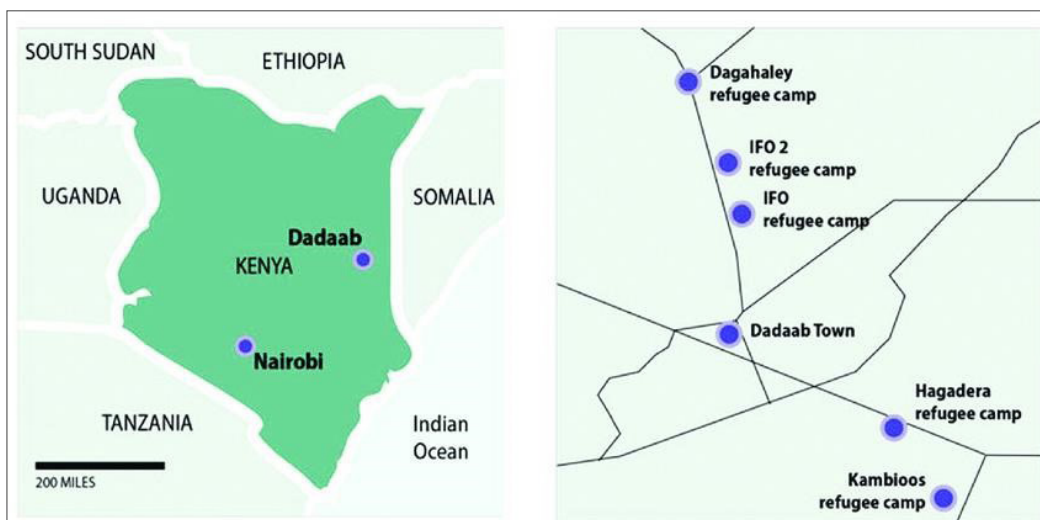 SOUTH SUDAN
ETHIOPIA
UGANDA
SOMALIA
Dadaab
KENYA
Nairobi
TANZANIA
Indian
Ocean
200 MILES
Dagahaley
refugee camp
IFO 2
refugee camp
IFO
refugee camp
Dadaab Town
Hagadera
refugee camp
Kambioos
refugee camp